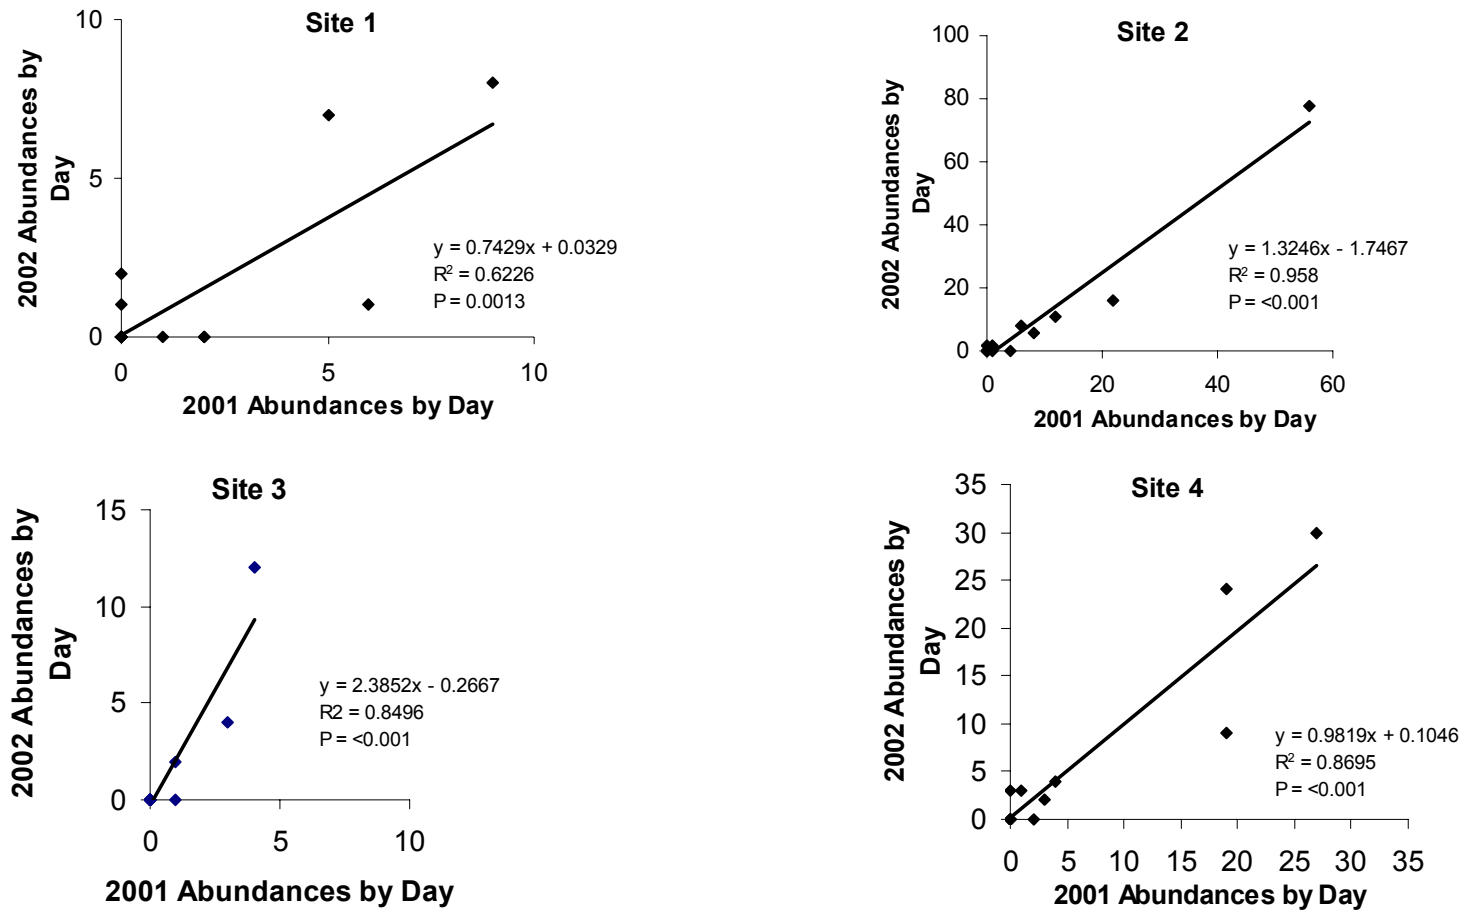 Site 1
10
5
0
0
5
10
2002 Abundances by
Day
2001 Abundances by Day
y = 0.7429x + 0.0329
R² = 0.6226
P = 0.0013
Site 2
100
80
60
40
20
0
0
20
40
60
2002 Abundances by
Day
2001 Abundances by Day
y = 1.3246x - 1.7467
R² = 0.958
P = <0.001
Site 3
15
10
5
0
0
5
10
2002 Abundances by
Day
2001 Abundances by Day
y = 2.3852x - 0.2667
R2 = 0.8496
P = <0.001
Site 4
35
30
25
20
15
10
5
0
0
5
10
15
20
25
30
35
2002 Abundances by
Day
2001 Abundances by Day
y = 0.9819x + 0.1046
R² = 0.8695
P = <0.001